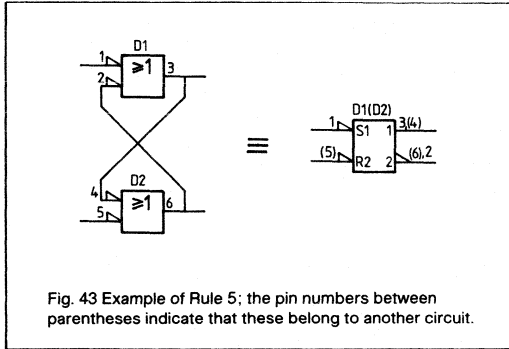 D1
1
2
≥1
3
D2
4
5
≥1
6
≡
D1(D2)
1 S1 1 3,(4)
(5) R2 2 (6),2
Fig. 43 Example of Rule 5; the pin numbers between
parentheses indicate that these belong to another circuit.